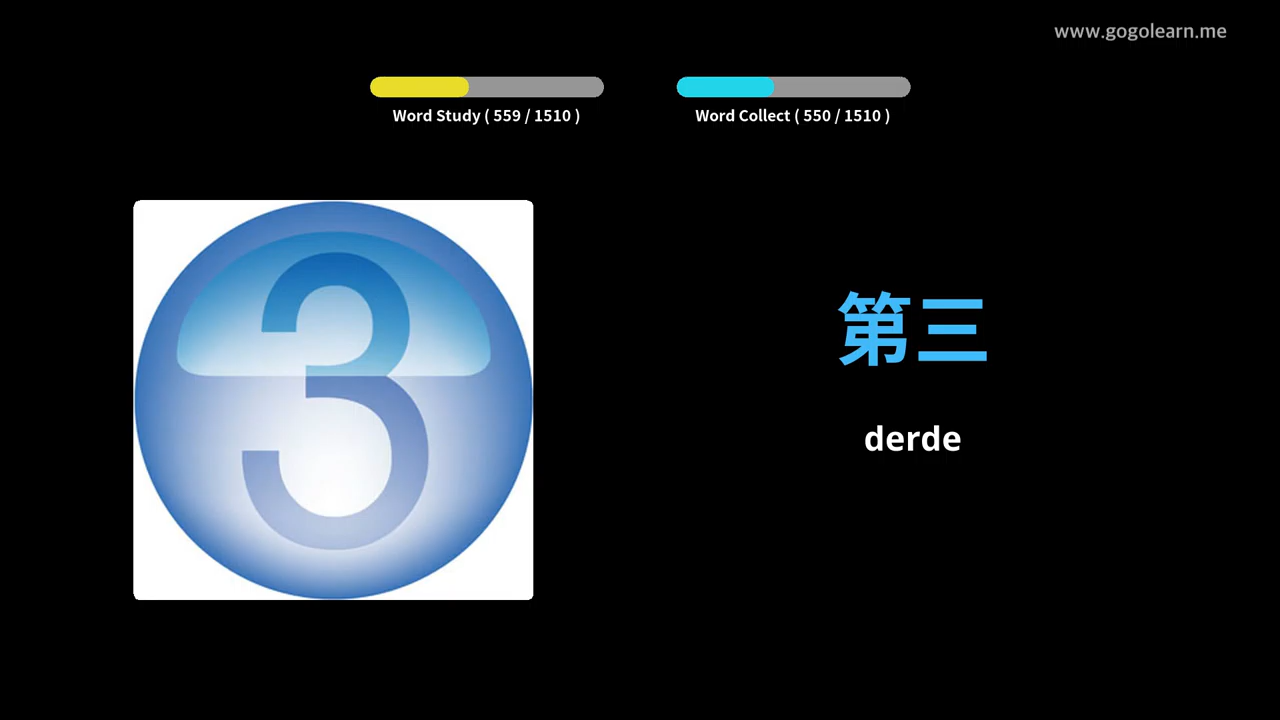 www.gogolearn.me
Word Study ( 559 / 1510 )
Word Collect ( 550 / 1510 )
3
第三
derde